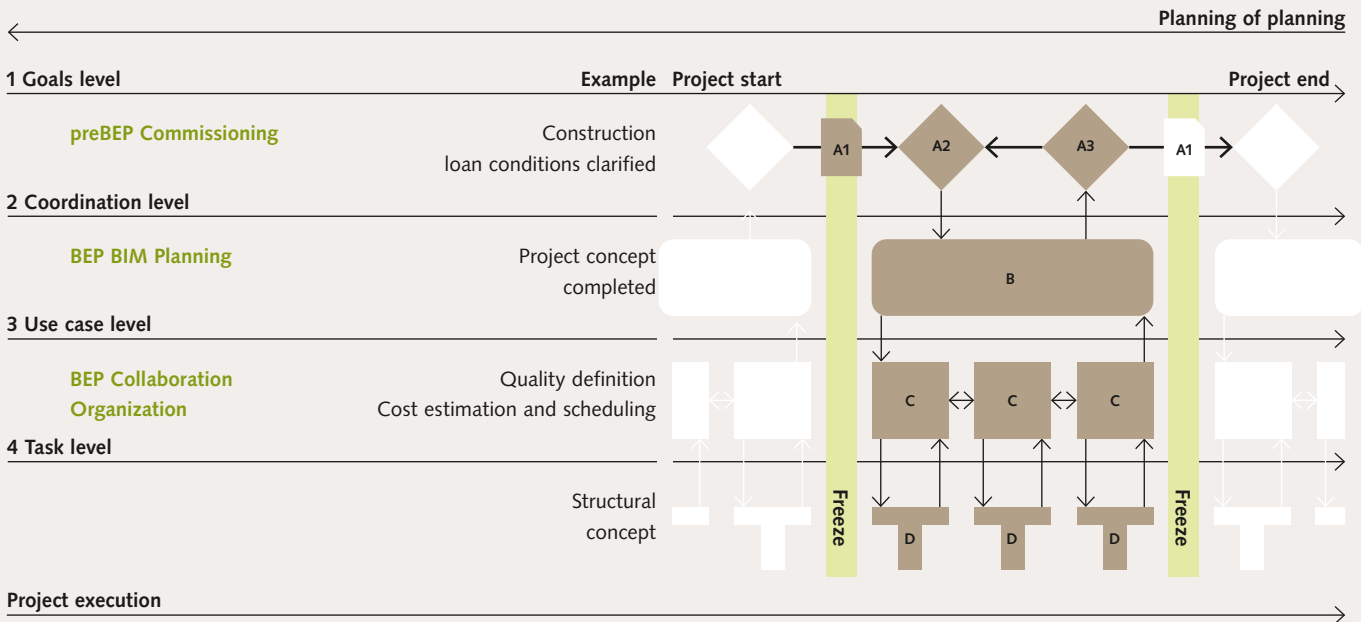 Planning of planning
1 Goals level Example Project start Project end
preBEP Commissioning Construction
loan conditions clarified
A1 A2 A3 A1
2 Coordination level
BEP BIM Planning Project concept
completed
B
3 Use case level
BEP Collaboration Quality definition
Organization Cost estimation and scheduling
C C C
4 Task level
Structural
concept
Freeze Freeze
D D D
Project execution